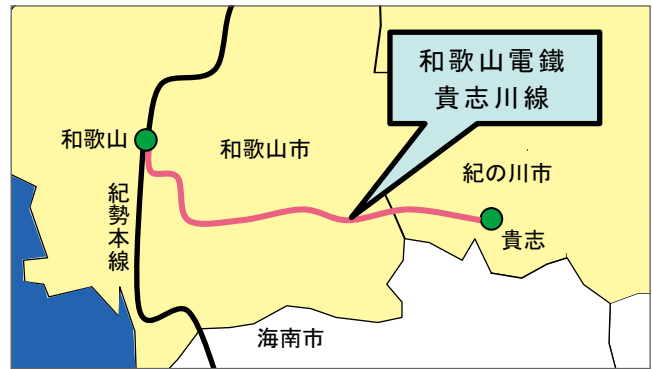 和歌山電鐵
貴志川線
和歌山
和歌山市
紀の川市
紀勢本線
貴志
海南市